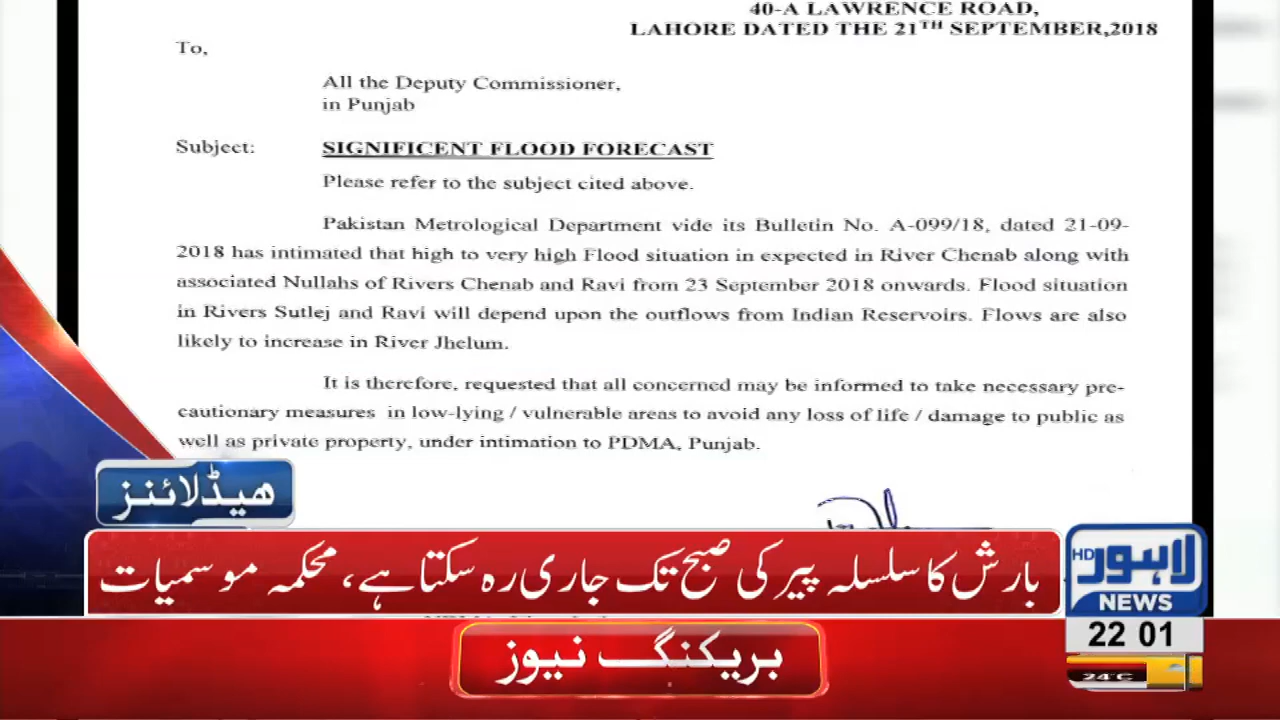 40-A LAWRENCE ROAD,
LAHORE DATED THE 21TH SEPTEMBER,2018
To,
All the Deputy Commissioner,
in Punjab
Subject: SIGNIFICENT FLOOD FORECAST
Please refer to the subject cited above.
Pakistan Metrological Department vide its Bulletin No. A-099/18, dated 21-09-
2018 has intimated that high to very high Flood situation in expected in River Chenab along with
associated Nullahs of Rivers Chenab and Ravi from 23 September 2018 onwards. Flood situation
in Rivers Sutlej and Ravi will depend upon the outflows from Indian Reservoirs. Flows are also
likely to increase in River Jhelum.
It is therefore, requested that all concerned may be informed to take necessary pre-
cautionary measures in low-lying / vulnerable areas to avoid any loss of life / damage to public as
well as private property, under intimation to PDMA, Punjab.
ھیڈلائنز
بارش کا سلسلہ پیر کی صبح تک جاری رہ سکتا ہے، محکمہ موسمیات
لاہور HD
NEWS
22 01
24°C
بریکنگ نیوز